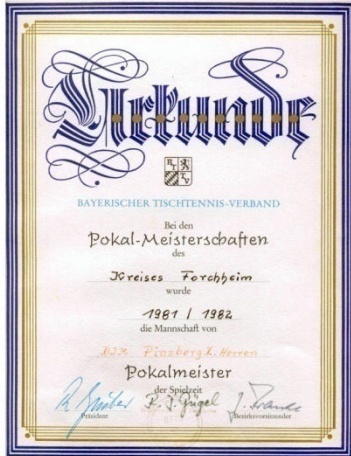 Urkunde
B T
T V
BAYERISCHER TISCHTENNIS-VERBAND
Bei den
Pokal-Meisterschaften
des
Kreises Forchheim
wurde
1981 / 1982
die Mannschaft von
DJK Pinzberg I. Herren
Pokalmeister
der Spielzeit
Präsident
Bezirksvorsitzender